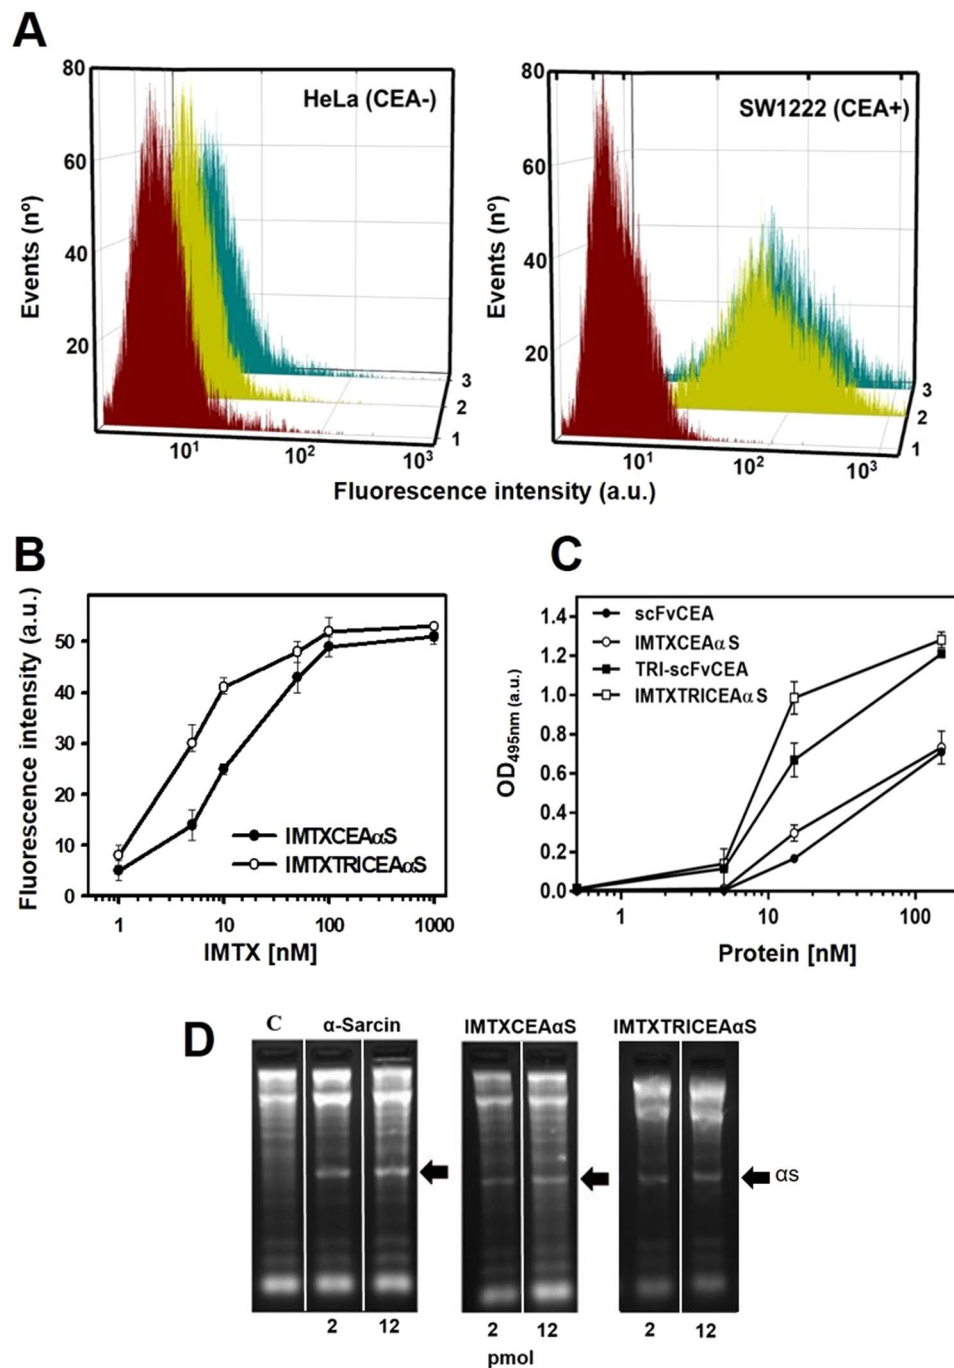 A
80
60
40
20
Events (nº)
HeLa (CEA-)
3
2
1
10¹ 10² 10³
80
60
40
20
Events (nº)
SW1222 (CEA+)
3
2
1
10¹ 10² 10³
Fluorescence intensity (a.u.)
B
Fluorescence intensity (a.u.)
50
40
30
20
10
0
IMTXCEAαS
IMTXTRICEAαS
1 10 100 1000
IMTX [nM]
C
OD495nm (a.u.)
1.4
1.2
1.0
0.8
0.6
0.4
0.2
0.0
scFvCEA
IMTXCEAαS
TRI-scFvCEA
IMTXTRICEAαS
1 10 100
Protein [nM]
D
C α-Sarcin IMTXCEAαS IMTXTRICEAαS
αs
2 12 2 12 2 12
pmol